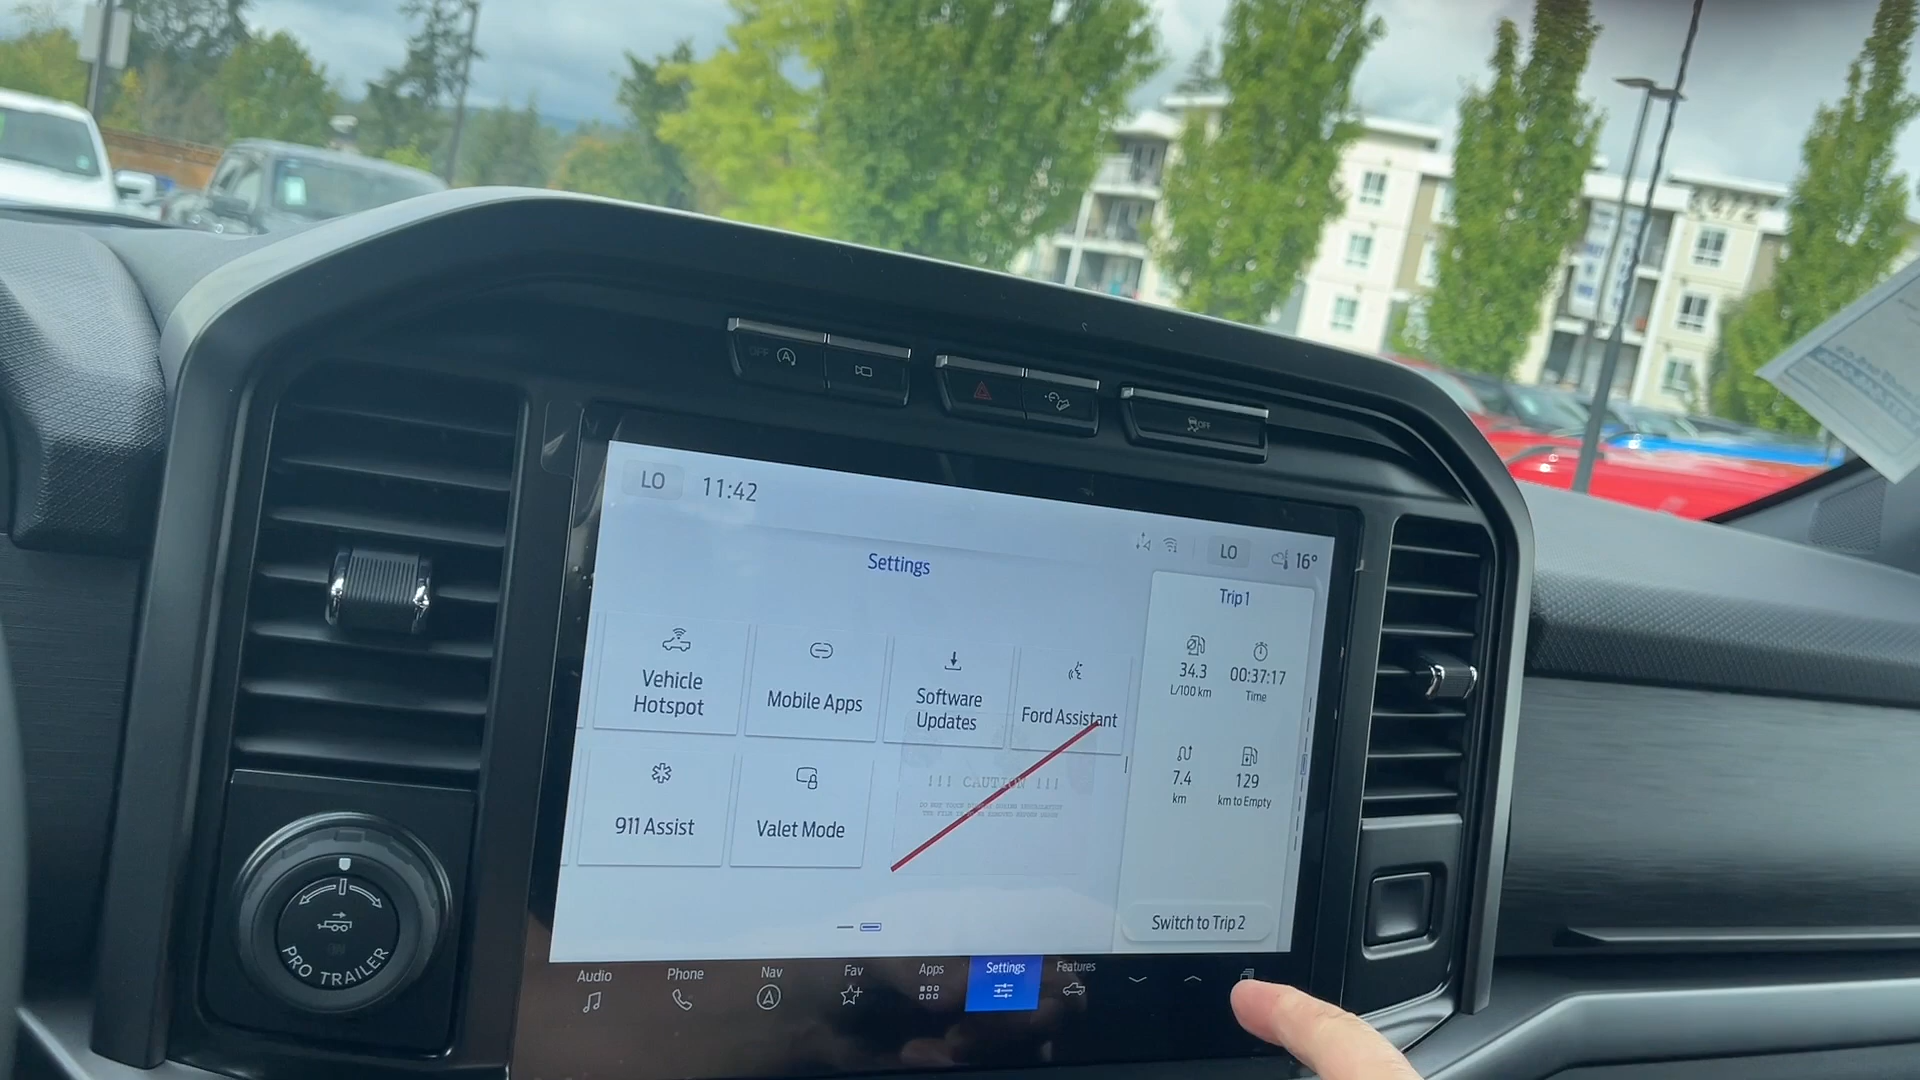 OFF
OFF
LO
11:42
LO
16°
Settings
Trip 1
34.3
L/100 km
00:37:17
Time
7.4
km
129
km to Empty
Switch to Trip 2
Vehicle
Hotspot
Mobile Apps
Software
Updates
Ford Assistant
911 Assist
Valet Mode
!!! CAUTION !!!
PRO TRAILER
Audio
Phone
Nav
Fav
Apps
Settings
Features